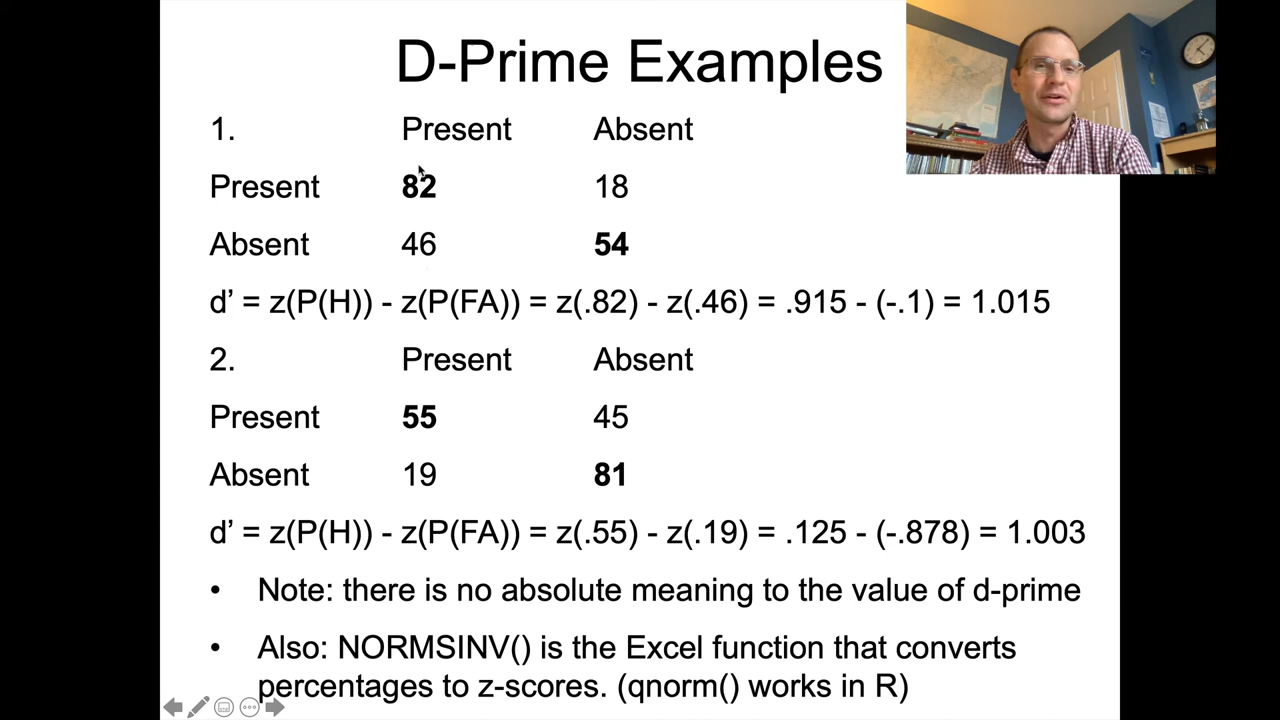 D-Prime Examples
1. Present Absent
Present 82 18
Absent 46 54
d’ = z(P(H)) - z(P(FA)) = z(.82) - z(.46) = .915 - (-.1) = 1.015
2. Present Absent
Present 55 45
Absent 19 81
d’ = z(P(H)) - z(P(FA)) = z(.55) - z(.19) = .125 - (-.878) = 1.003
• Note: there is no absolute meaning to the value of d-prime
• Also: NORMSINV() is the Excel function that converts
percentages to z-scores. (qnorm() works in R)